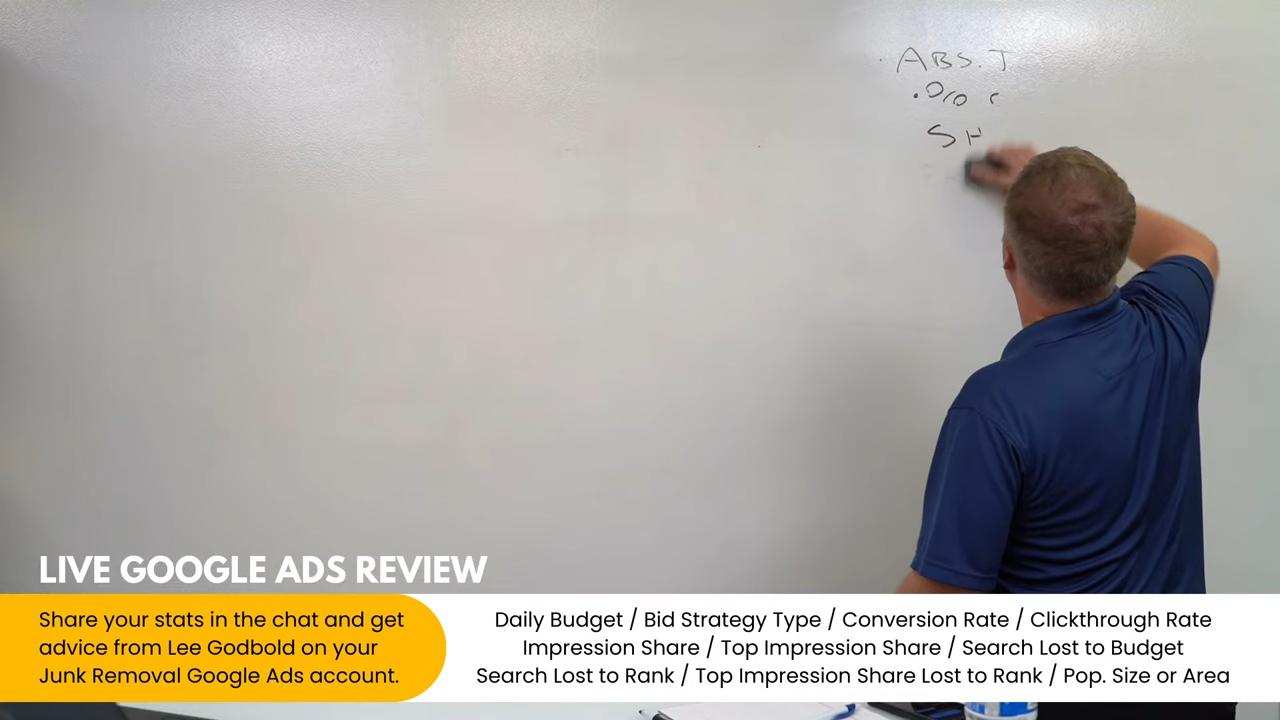 ABS. T
SH
LIVE GOOGLE ADS REVIEW
Share your stats in the chat and get
advice from Lee Godbold on your
Junk Removal Google Ads account.
Daily Budget / Bid Strategy Type / Conversion Rate / Clickthrough Rate
Impression Share / Top Impression Share / Search Lost to Budget
Search Lost to Rank / Top Impression Share Lost to Rank / Pop. Size or Area